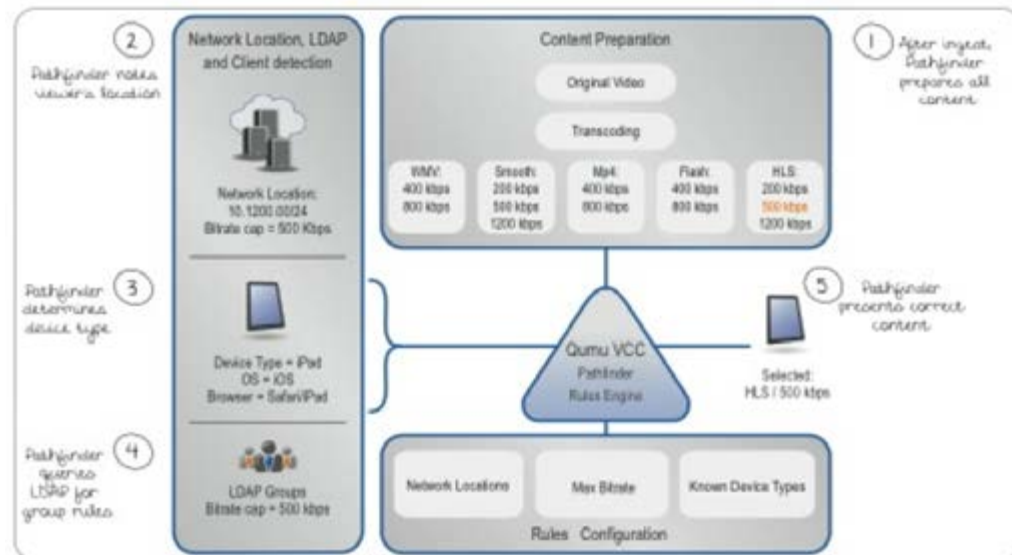 1
After ingest,
Pathfinder
prepares all
content
2
Pathfinder notes
viewer's location
Network Location, LDAP
and Client detection
Network Location:
10.1200.00/24
Bitrate cap = 500 Kbps
Content Preparation
Original Video
Transcoding
WMV:
400 kbps
800 kbps
Smooth:
200 kbps
500 kbps
1200 kbps
Mp4:
400 kbps
800 kbps
Flash:
400 kbps
800 kbps
HLS:
200 kbps
500 kbps
1200 kbps
3
Pathfinder
determines
device type
Device Type = iPad
OS = iOS
Browser = Safari/iPad
Qumu VCC
Pathfinder
Rules Engine
5
Pathfinder
presents correct
content
Selected:
HLS / 500 kbps
4
Pathfinder
queries
LDAP for
group rules
LDAP Groups
Bitrate cap = 500 kbps
Network Locations
Max Bitrate
Known Device Types
Rules Configuration